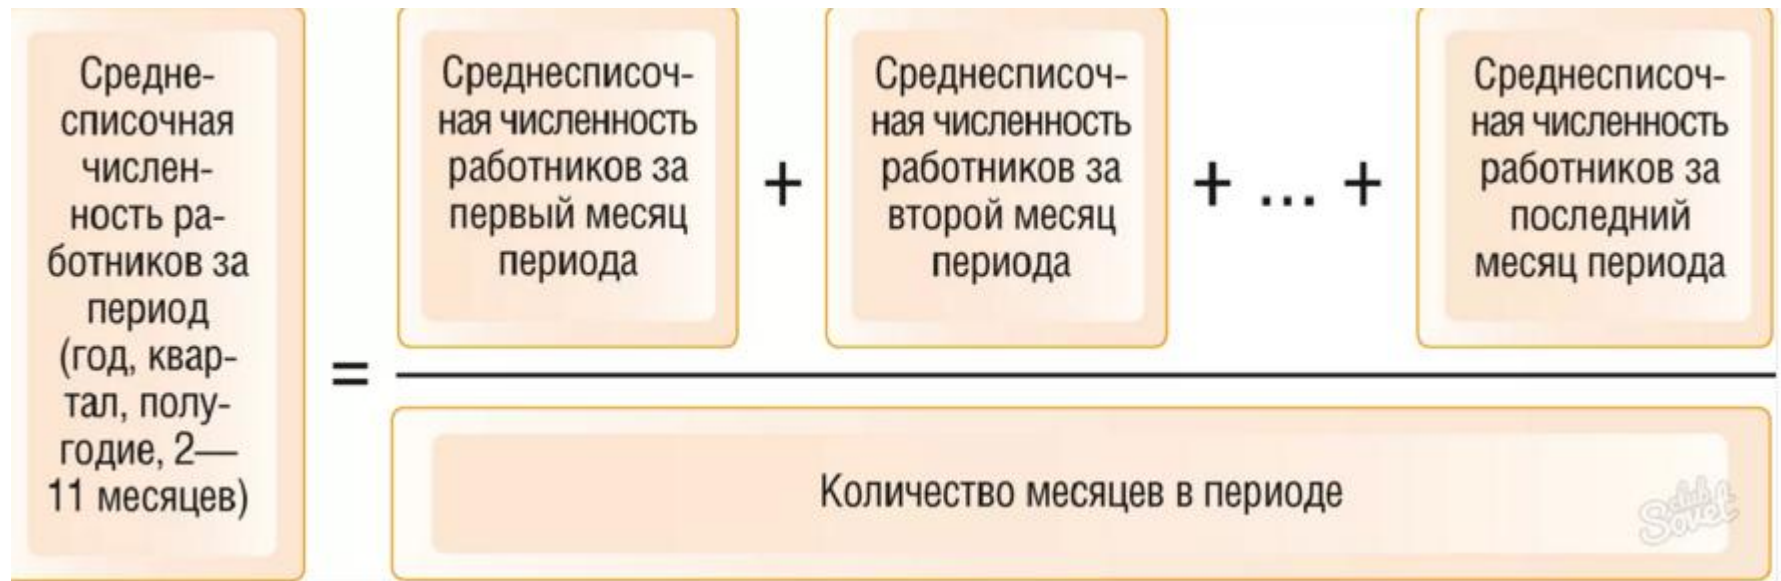 Средне-
списочная
числен-
ность ра-
ботников за
период
(год, квар-
тал, полу-
годие, 2—
11 месяцев)
=
Среднесписоч-
ная численность
работников за
первый месяц
периода
+
Среднесписоч-
ная численность
работников за
второй месяц
периода
+ ... +
Среднесписоч-
ная численность
работников за
последний
месяц периода
Количество месяцев в периоде
club
Sovet